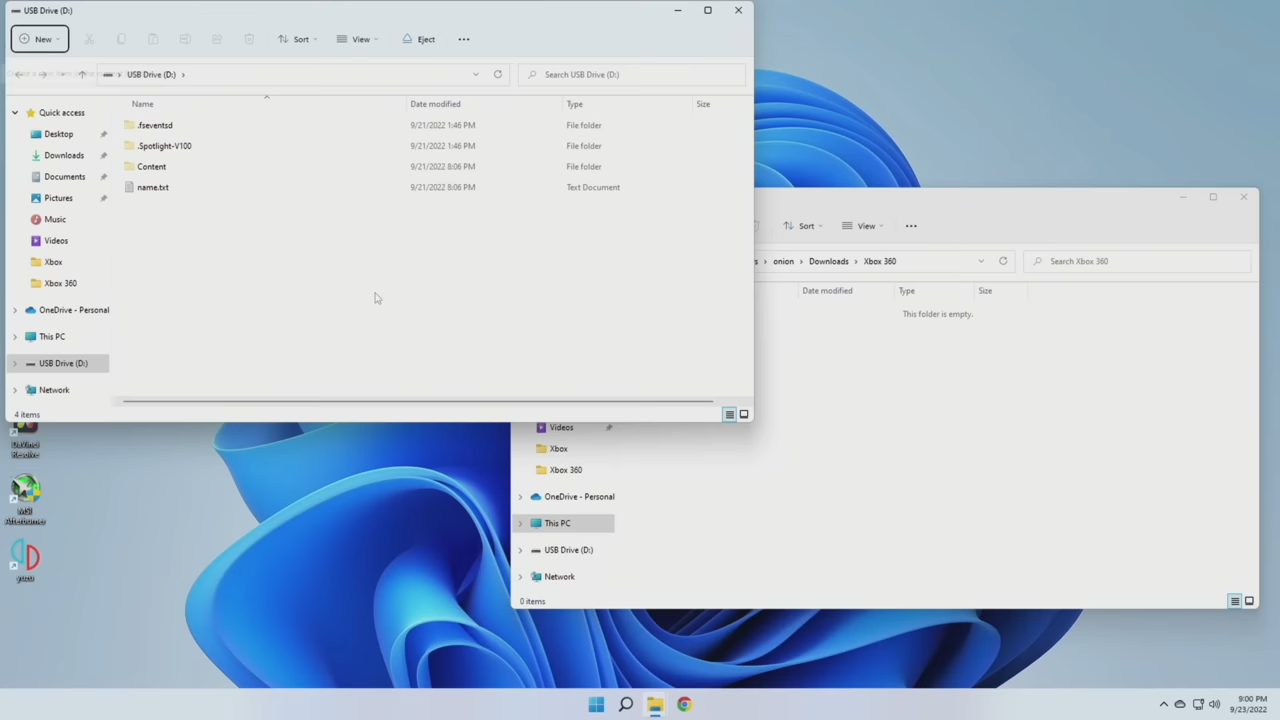 USB Drive (D:)
New
Sort
View
Eject
USB Drive (D:)
Search USB Drive (D:)
Name
Date modified
Type
Size
Quick access
Desktop
Downloads
Documents
Pictures
Music
Videos
Xbox
Xbox 360
OneDrive - Personal
This PC
USB Drive (D:)
Network
.fseventsd 9/21/2022 1:46 PM File folder
.Spotlight-V100 9/21/2022 1:46 PM File folder
Content 9/21/2022 8:06 PM File folder
name.txt 9/21/2022 8:06 PM Text Document
4 items
Sort
View
onion
Downloads
Xbox 360
Search Xbox 360
Date modified
Type
Size
This folder is empty.
Videos
Xbox
Xbox 360
OneDrive - Personal
This PC
USB Drive (D:)
Network
0 items
DaVinci
Resolve
MSI
Afterburner
yuzu
9:00 PM
9/23/2022